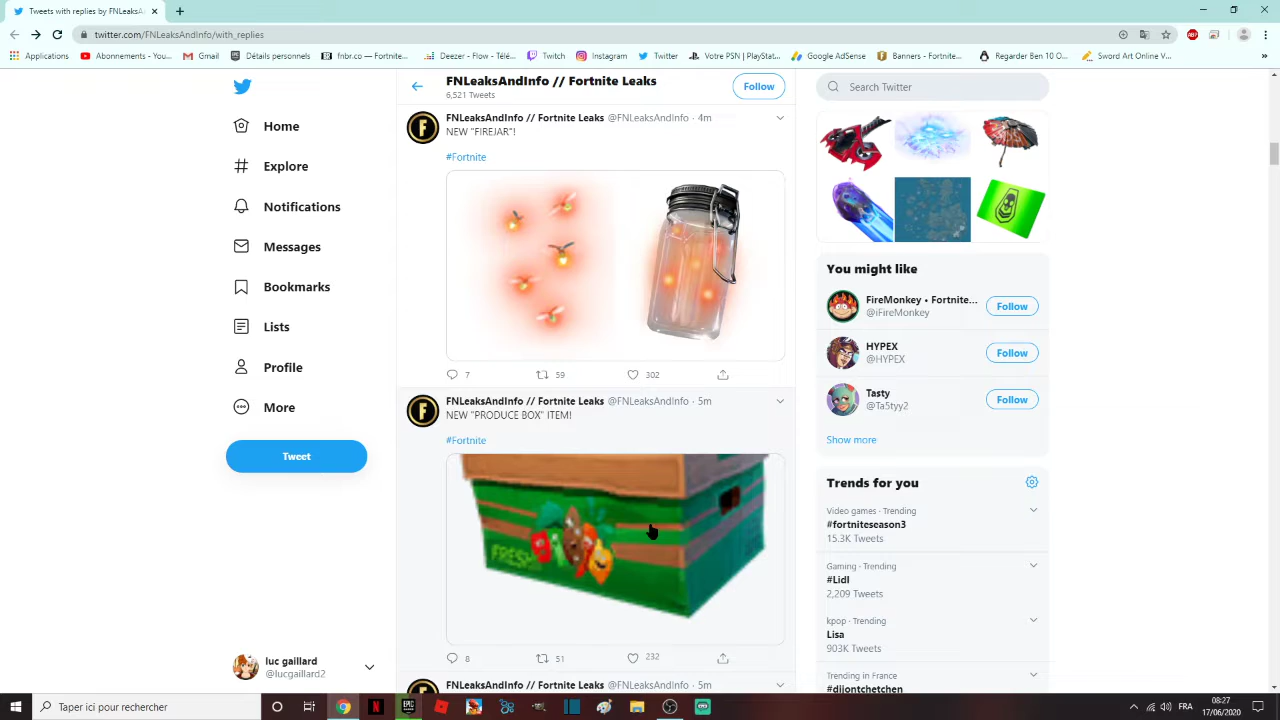 Tweets with replies by FNLeaksA
twitter.com/FNLeaksAndInfo/with_replies
Applications
Abonnements - You...
Gmail
Détails personnels
fnbr.co — Fortnite...
Deezer - Flow - Télé...
Twitch
Instagram
Twitter
Votre PSN | PlayStat...
Google AdSense
Banners - Fortnite...
Regarder Ben 10 O...
Sword Art Online V...
»
Home
Explore
Notifications
Messages
Bookmarks
Lists
Profile
More
Tweet
luc gaillard
@lucgaillard2
FNLeaksAndInfo // Fortnite Leaks
6,521 Tweets
Follow
FNLeaksAndInfo // Fortnite Leaks @FNLeaksAndInfo · 4m
NEW "FIREJAR"!
#Fortnite
7 59 302
FNLeaksAndInfo // Fortnite Leaks @FNLeaksAndInfo · 5m
NEW "PRODUCE BOX" ITEM!
#Fortnite
FRESH
8 51 232
FNLeaksAndInfo // Fortnite Leaks @FNLeaksAndInfo · 5m
Search Twitter
You might like
FireMonkey • Fortnite...
@iFireMonkey
Follow
HYPEX
@HYPEX
Follow
Tasty
@Ta5tyy2
Follow
Show more
Trends for you
Video games · Trending
#fortniteseason3
15.3K Tweets
Gaming · Trending
#Lidl
2,209 Tweets
kpop · Trending
Lisa
903K Tweets
Trending in France
#dijontchetchen
Taper ici pour rechercher
FRA
08:27
17/06/2020